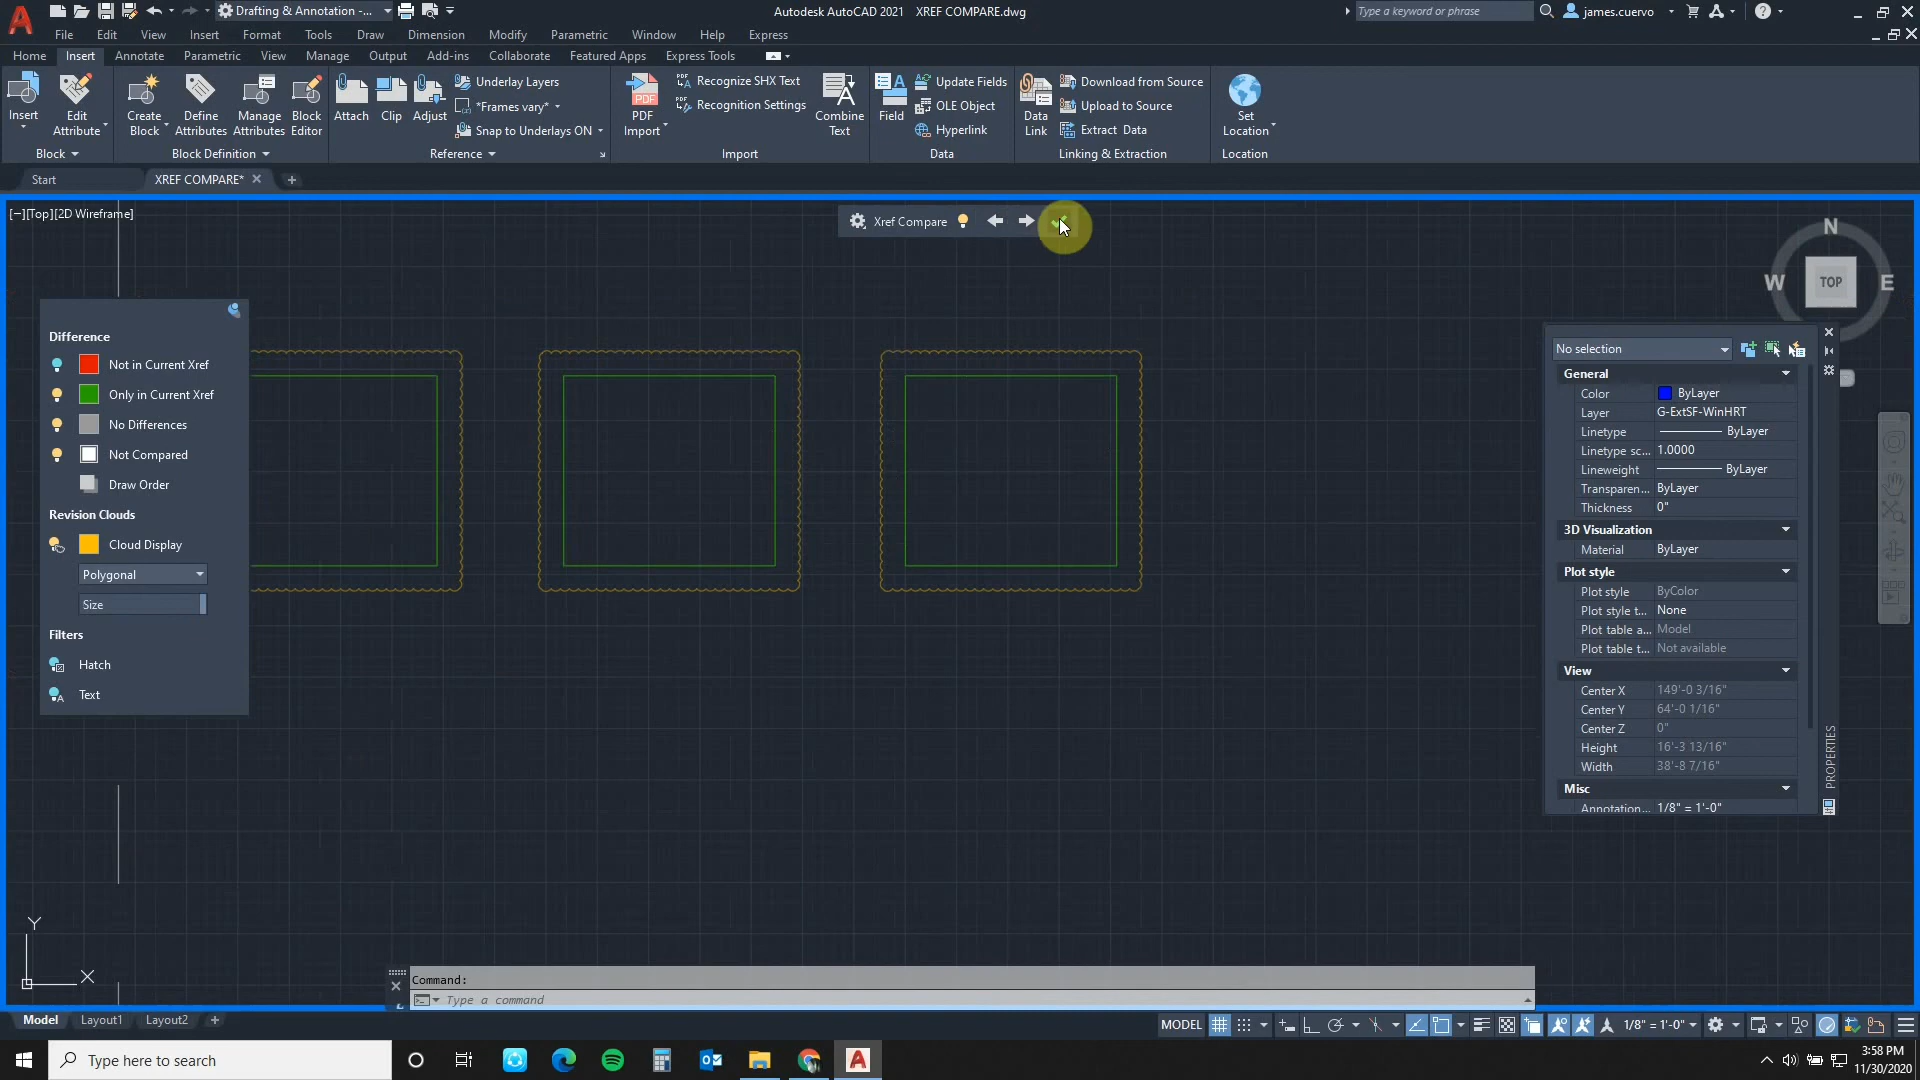 Drafting & Annotation -...
Autodesk AutoCAD 2021 XREF COMPARE.dwg
Type a keyword or phrase
james.cuervo
File Edit View Insert Format Tools Draw Dimension Modify Parametric Window Help Express
Home Insert Annotate Parametric View Manage Output Add-ins Collaborate Featured Apps Express Tools
Insert
Edit Attribute
Create Block
Define Attributes
Manage Attributes
Block Editor
Attach
Clip
Adjust
Underlay Layers
*Frames vary*
Snap to Underlays ON
PDF Import
Recognize SHX Text
Recognition Settings
Combine Text
Field
Update Fields
OLE Object
Hyperlink
Data Link
Download from Source
Upload to Source
Extract Data
Set Location
Block
Block Definition
Reference
Import
Data
Linking & Extraction
Location
Start
XREF COMPARE*
[−][Top][2D Wireframe]
Xref Compare
N
W
TOP
E
Difference
Not in Current Xref
Only in Current Xref
No Differences
Not Compared
Draw Order
Revision Clouds
Cloud Display
Polygonal
Size
Filters
Hatch
Text
No selection
General
Color ByLayer
Layer G-ExtSF-WinHRT
Linetype ByLayer
Linetype sc... 1.0000
Lineweight ByLayer
Transparen... ByLayer
Thickness 0"
3D Visualization
Material ByLayer
Plot style
Plot style ByColor
Plot style t... None
Plot table a... Model
Plot table t... Not available
View
Center X 149'-0 3/16"
Center Y 64'-0 1/16"
Center Z 0"
Height 16'-3 13/16"
Width 38'-8 7/16"
Misc
Annotation... 1/8" = 1'-0"
PROPERTIES
Y
X
Command:
Type a command
Model Layout1 Layout2
MODEL
1/8" = 1'-0"
Type here to search
3:58 PM
11/30/2020